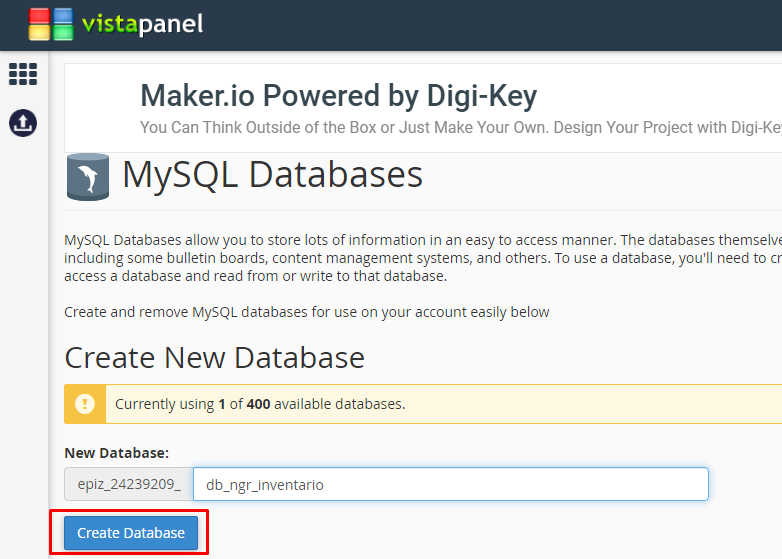 vistapanel
Maker.io Powered by Digi-Key
You Can Think Outside of the Box or Just Make Your Own. Design Your Project with Digi-Key
MySQL Databases
MySQL Databases allow you to store lots of information in an easy to access manner. The databases themselve
including some bulletin boards, content management systems, and others. To use a database, you'll need to cr
access a database and read from or write to that database.
Create and remove MySQL databases for use on your account easily below
Create New Database
Currently using 1 of 400 available databases.
New Database:
epiz_24239209_ db_ngr_inventario
Create Database